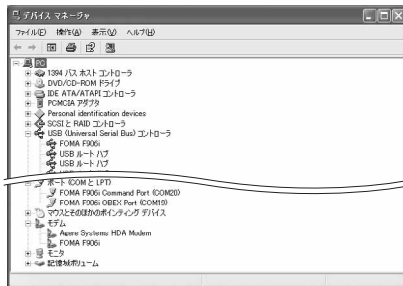 デバイス マネージャ
ファイル(F) 操作(A) 表示(V) ヘルプ(H)
PC
1394 バス ホスト コントローラ
DVD/CD-ROM ドライブ
IDE ATA/ATAPI コントローラ
PCMCIA アダプタ
Personal identification devices
SCSI と RAID コントローラ
USB (Universal Serial Bus) コントローラ
FOMA F906i
USB ルート ハブ
USB ルート ハブ
ポート (COM と LPT)
FOMA F906i Command Port (COM20)
FOMA F906i OBEX Port (COM19)
マウスとそのほかのポインティング デバイス
モデム
Agere Systems HDA Modem
FOMA F906i
モニタ
記憶域ボリューム